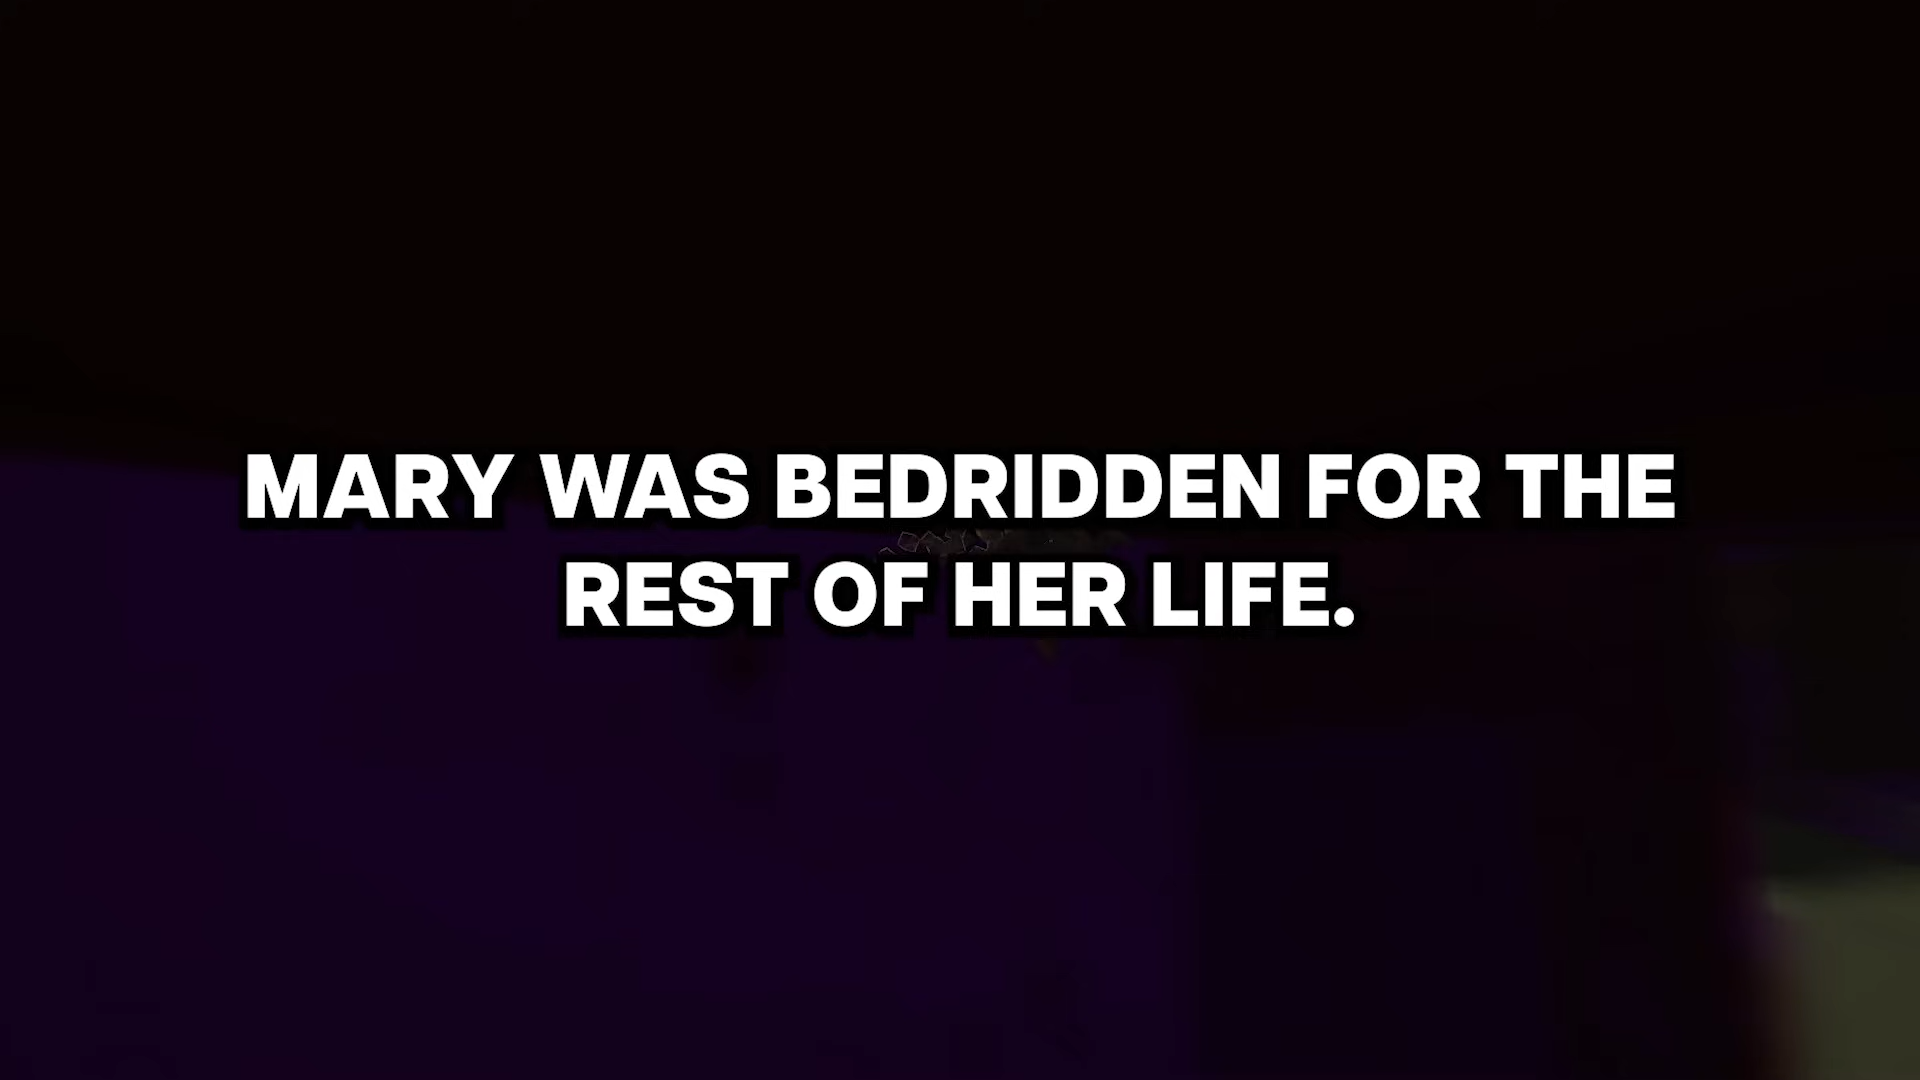 MARY WAS BEDRIDDEN FOR THE
REST OF HER LIFE.